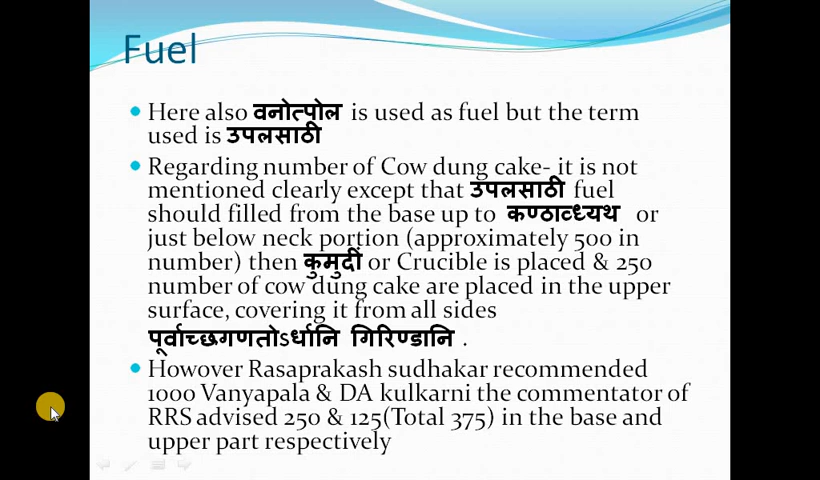 Fuel
Here also वनोत्पोल is used as fuel but the term
used is उपलसाठी
Regarding number of Cow dung cake- it is not
mentioned clearly except that उपलसाठी fuel
should filled from the base up to कण्ठाव्ध्यथ or
just below neck portion (approximately 500 in
number) then कुमुदीं or Crucible is placed & 250
number of cow dung cake are placed in the upper
surface, covering it from all sides
पूर्वाच्छगणतोऽर्धानि गिरिण्डानि .
Howover Rasaprakash sudhakar recommended
1000 Vanyapala & DA kulkarni the commentator of
RRS advised 250 & 125(Total 375) in the base and
upper part respectively